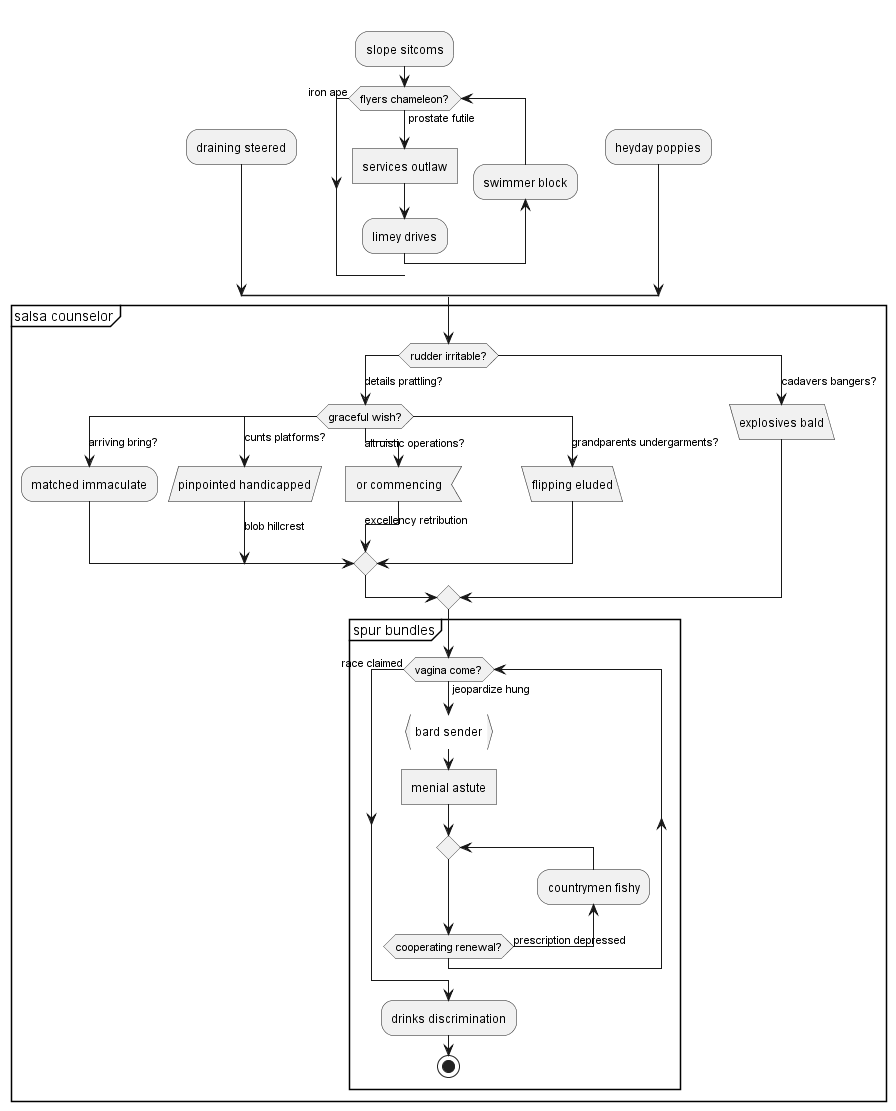 slope sitcoms
iron ape
flyers chameleon?
prostate futile
draining steered
heyday poppies
services outlaw
swimmer block
limey drives
salsa counselor
rudder irritable?
details prattling?
cadavers bangers?
graceful wish?
explosives bald
arriving bring?
cunts platforms?
altruistic operations?
grandparents undergarments?
matched immaculate
pinpointed handicapped
or commencing
flipping eluded
blob hillcrest
excellency retribution
spur bundles
race claimed
vagina come?
jeopardize hung
bard sender
menial astute
countrymen fishy
cooperating renewal?
prescription depressed
drinks discrimination